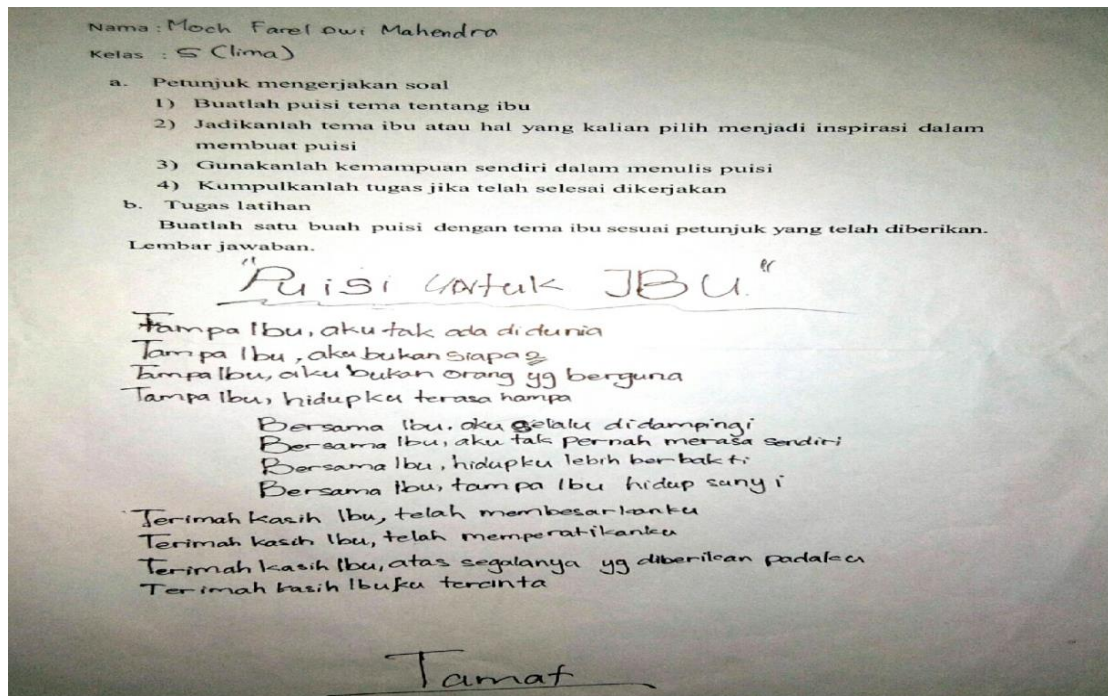 Nama : Moch Farel Dwi Mahendra
Kelas : 5 (lima)
a. Petunjuk mengerjakan soal
1) Buatlah puisi tema tentang ibu
2) Jadikanlah tema ibu atau hal yang kalian pilih menjadi inspirasi dalam
membuat puisi
3) Gunakanlah kemampuan sendiri dalam menulis puisi
4) Kumpulkanlah tugas jika telah selesai dikerjakan
b. Tugas latihan
Buatlah satu buah puisi dengan tema ibu sesuai petunjuk yang telah diberikan.
Lembar jawaban.
"Puisi untuk IBU."
Tampa Ibu, aku tak ada didunia
Tampa Ibu, aku bukan siapa2
Tampa Ibu, aku bukan orang yg berguna
Tampa Ibu, hidupku terasa hampa
Bersama Ibu. aku selalu didampingi
Bersama Ibu, aku tak pernah merasa sendiri
Bersama Ibu, hidupku lebih berbakti
Bersama Ibu, tampa Ibu hidup sunyi
Terimah kasih Ibu, telah membesarkanku
Terimah kasih Ibu, telah memperatikanku
Terimah kasih Ibu, atas segalanya yg diberikan padaku
Terimah kasih Ibuku tercinta
Tamat